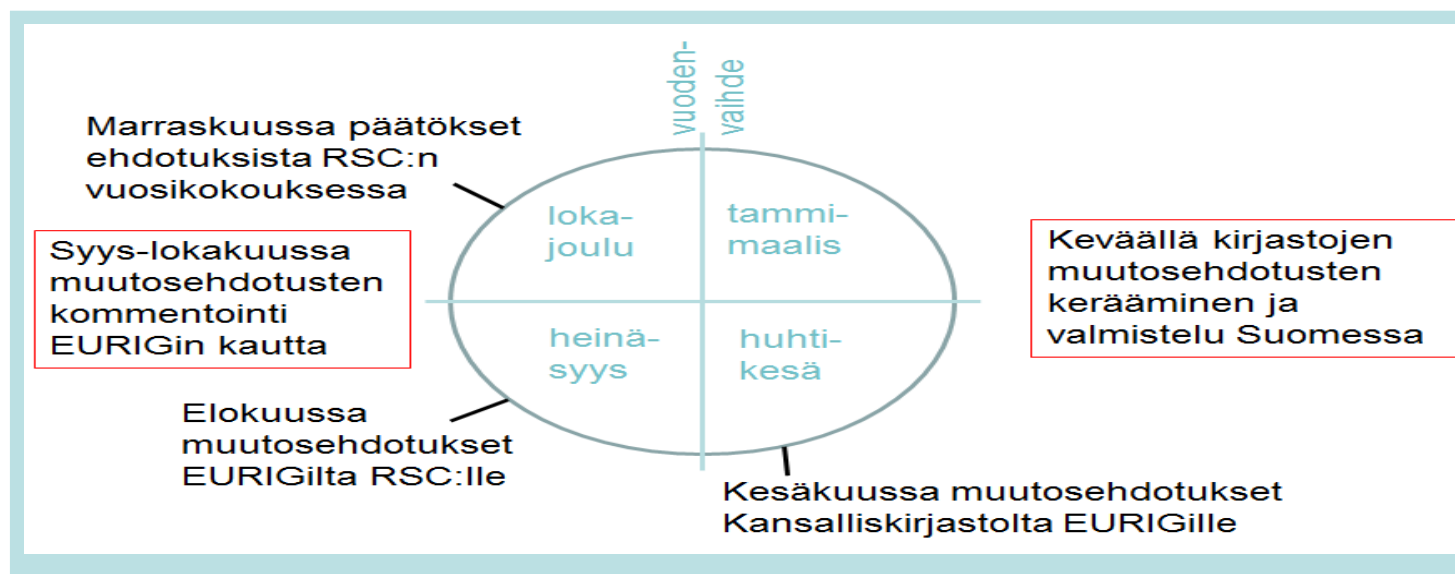 vuoden-
vaihde
Marraskuussa päätökset
ehdotuksista RSC:n
vuosikokouksessa
loka-
joulu
tammi-
maalis
Syys-lokakuussa
muutosehdotusten
kommentointi
EURIGin kautta
Keväällä kirjastojen
muutosehdotusten
kerääminen ja
valmistelu Suomessa
heinä-
syys
huhti-
kesä
Elokuussa
muutosehdotukset
EURIGilta RSC:lle
Kesäkuussa muutosehdotukset
Kansalliskirjastolta EURIGille